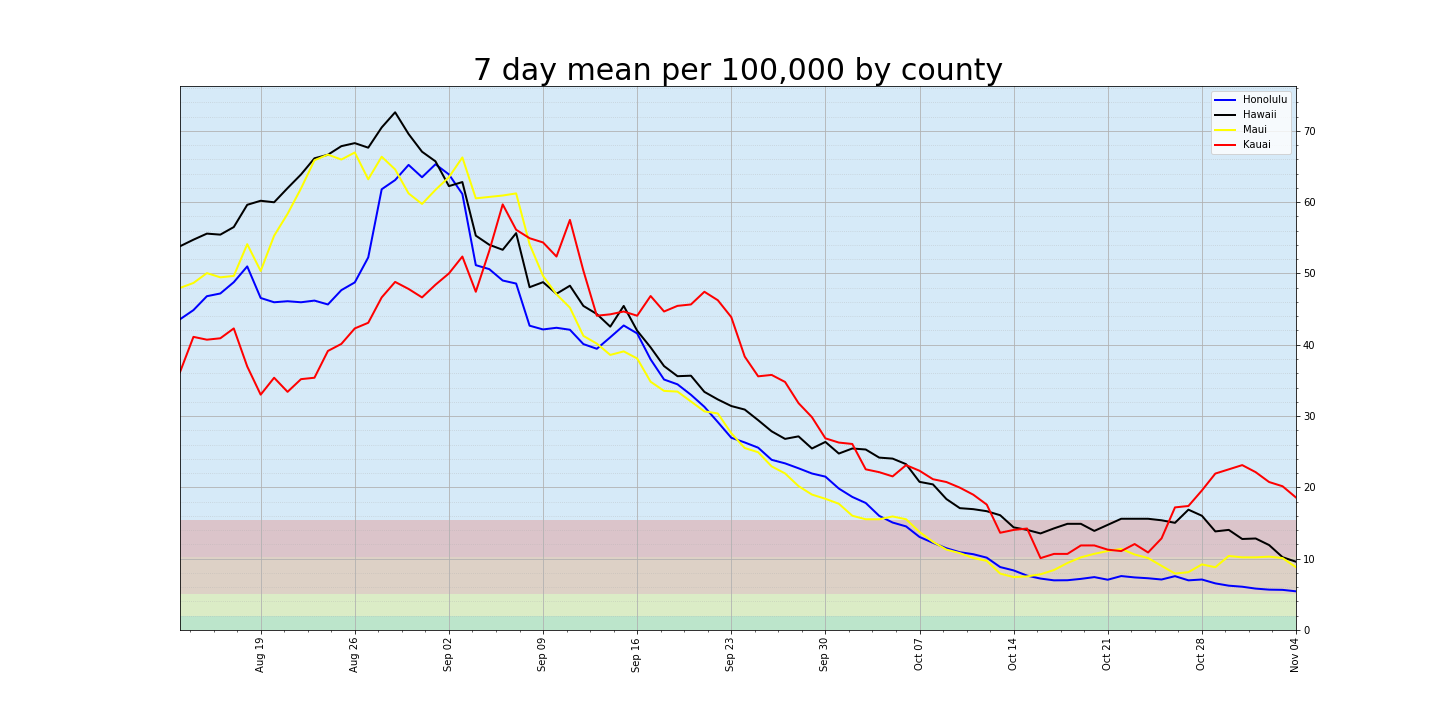 7 day mean per 100,000 by county
Honolulu
Hawaii
Maui
Kauai
70
60
50
40
30
20
10
0
Aug 19
Aug 26
Sep 02
Sep 09
Sep 16
Sep 23
Sep 30
Oct 07
Oct 14
Oct 21
Oct 28
Nov 04